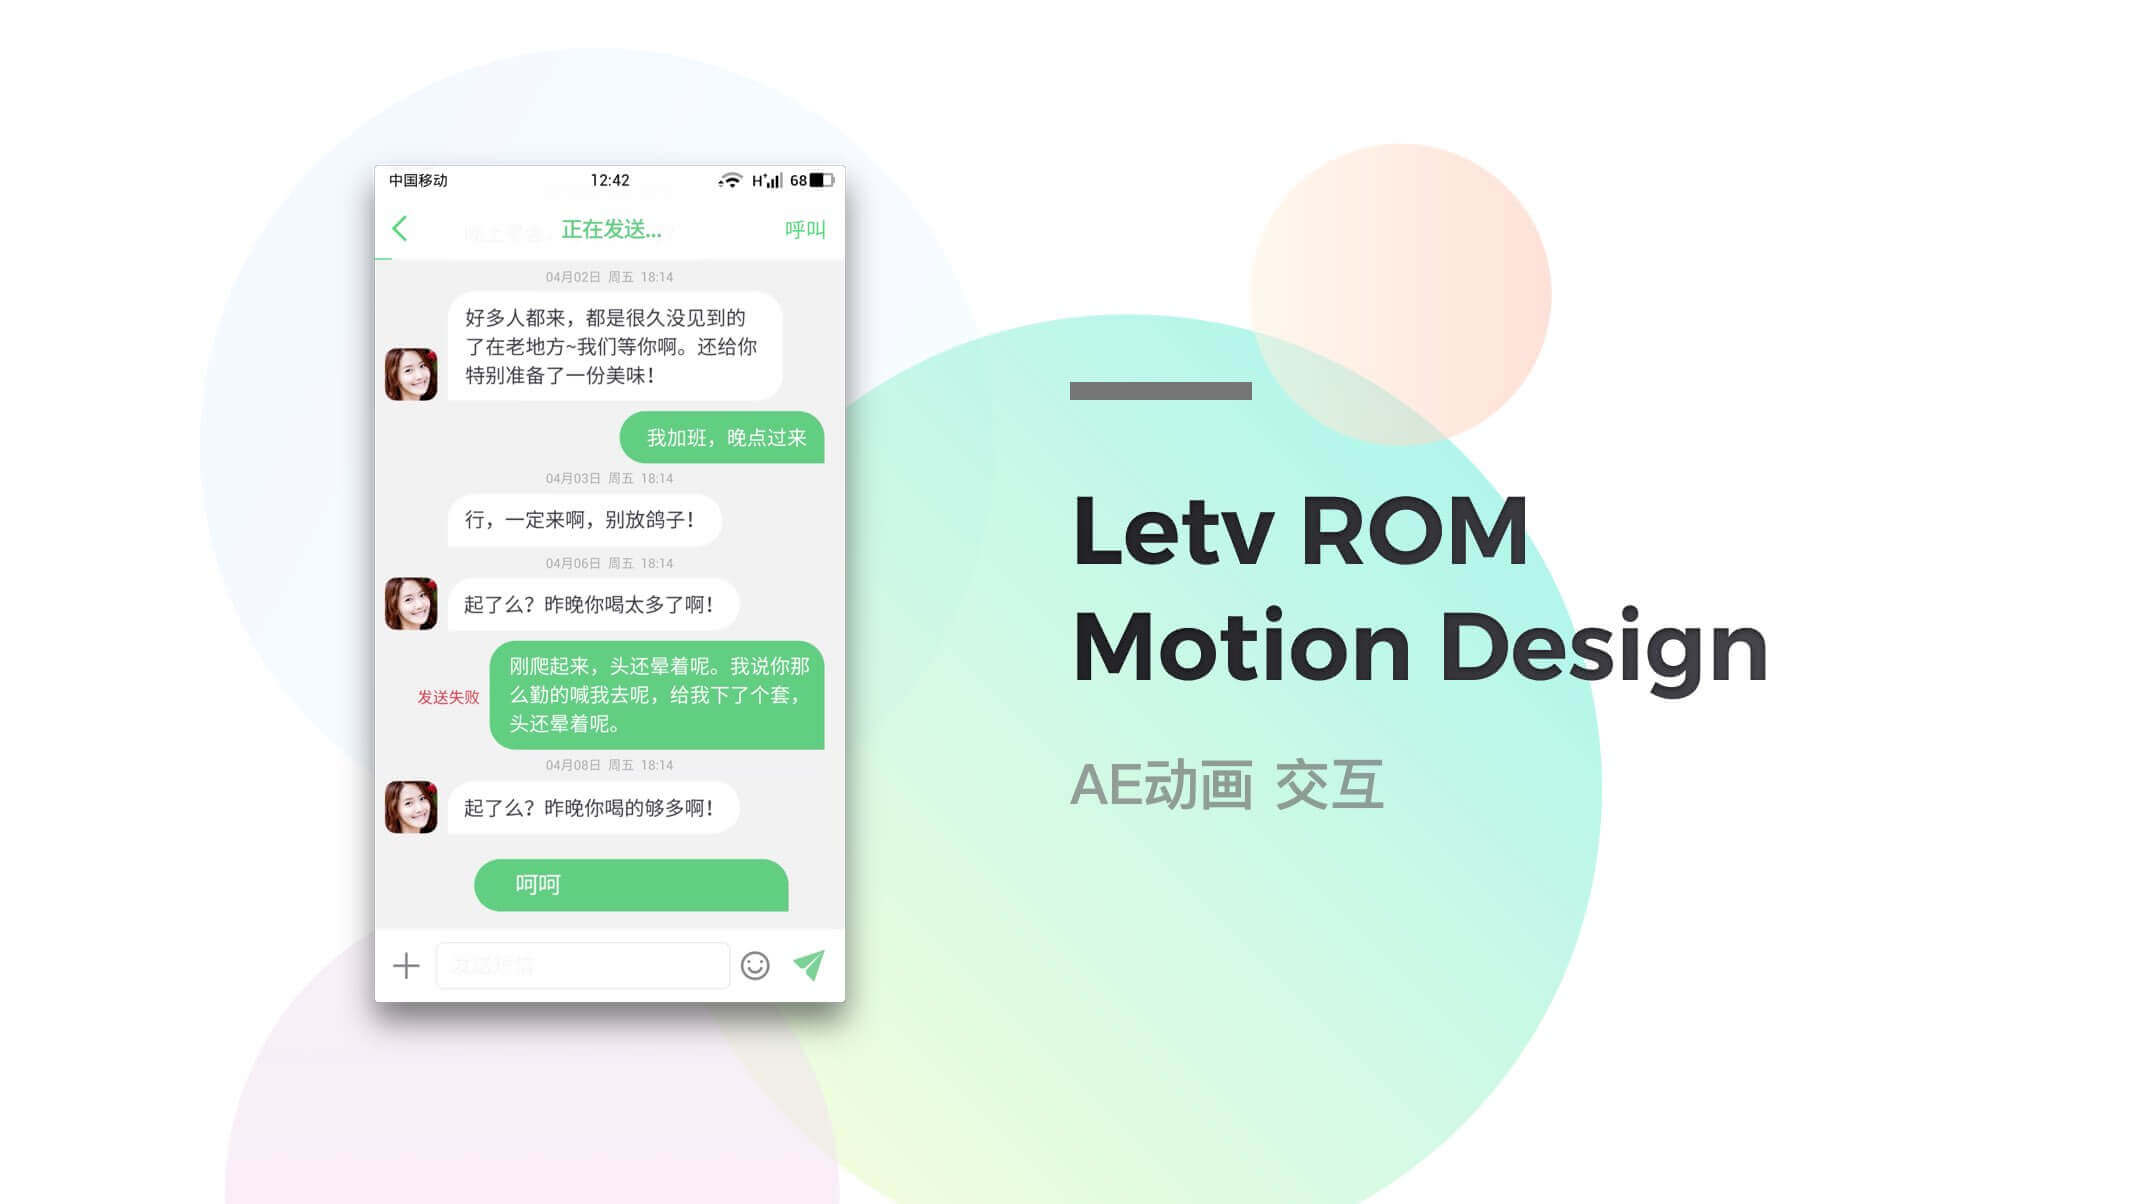 中国移动 12:42 H+ 68
正在发送... 呼叫
04月02日 周五 18:14
好多人都来，都是很久没见到的
了在老地方~我们等你啊。还给你
特别准备了一份美味！
我加班，晚点过来
04月03日 周五 18:14
行，一定来啊，别放鸽子！
04月06日 周五 18:14
起了么？昨晚你喝太多了啊！
刚爬起来，头还晕着呢。我说你那
么勤的喊我去呢，给我下了个套，
头还晕着呢。
发送失败
04月08日 周五 18:14
起了么？昨晚你喝的够多啊！
呵呵
Letv ROM
Motion Design
AE动画 交互